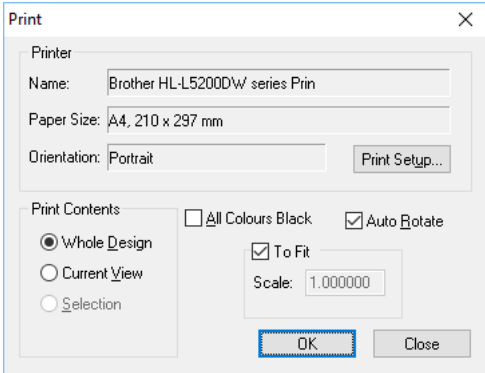 Print
Printer
Name: Brother HL-L5200DW series Prin
Paper Size: A4, 210 x 297 mm
Orientation: Portrait Print Setup...
Print Contents
Whole Design
Current View
Selection
All Colours Black Auto Rotate
To Fit
Scale: 1.000000
OK Close